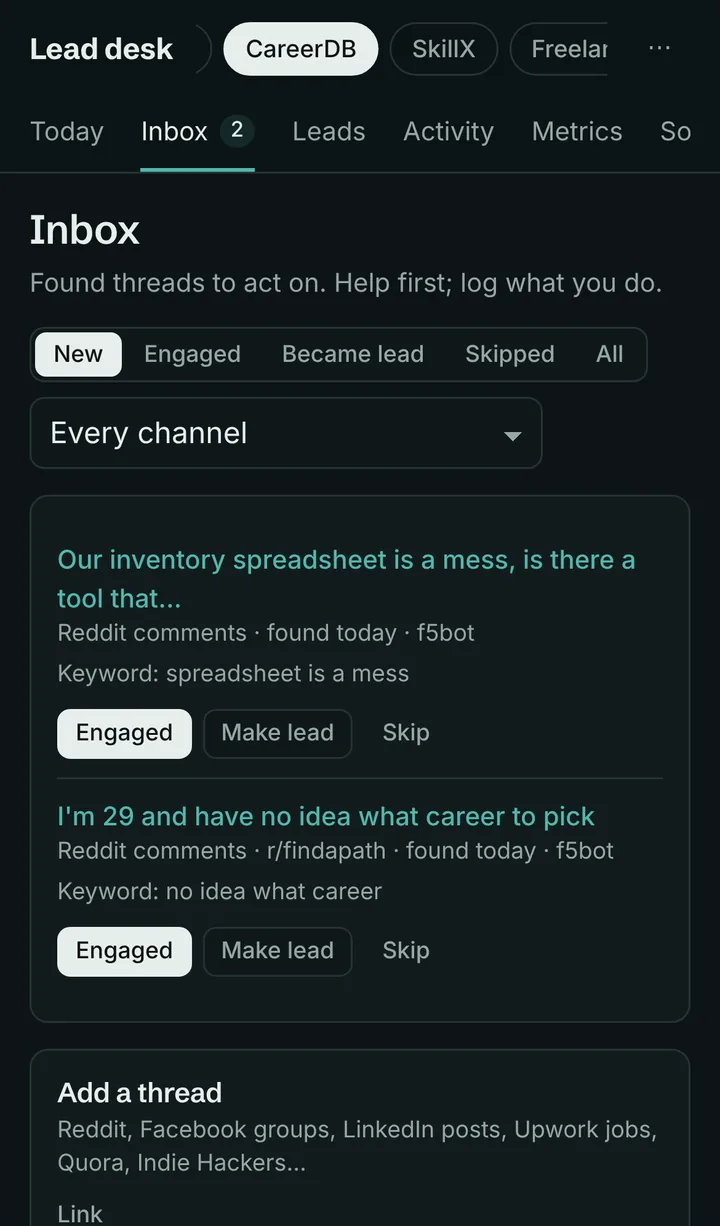 Lead desk
CareerDB
SkillX
Freelar
...
Today
Inbox 2
Leads
Activity
Metrics
So
Inbox
Found threads to act on. Help first; log what you do.
New
Engaged
Became lead
Skipped
All
Every channel
Our inventory spreadsheet is a mess, is there a
tool that...
Reddit comments · found today · f5bot
Keyword: spreadsheet is a mess
Engaged
Make lead
Skip
I'm 29 and have no idea what career to pick
Reddit comments · r/findapath · found today · f5bot
Keyword: no idea what career
Engaged
Make lead
Skip
Add a thread
Reddit, Facebook groups, LinkedIn posts, Upwork jobs,
Quora, Indie Hackers...
Link